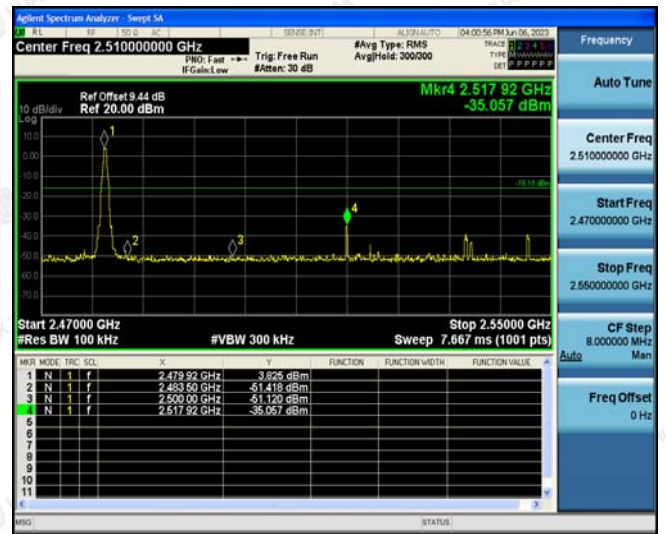 Agilent Spectrum Analyzer - Swept SA
RL RF 50 Ω AC SENSE:INT ALIGNAUTO 04:00:56 PM Jun 06, 2023
Center Freq 2.510000000 GHz
PNO: Fast
IFGain:Low
Trig: Free Run
#Atten: 30 dB
#Avg Type: RMS
Avg|Hold: 300/300
TRACE 1 2 3 4 5 6
TYPE
DET P P P P P P
Mkr4 2.517 92 GHz
-35.057 dBm
Ref Offset 9.44 dB
10 dB/div Ref 20.00 dBm
Log
10.0
0.00
-10.0
-20.0
-30.0
-40.0
-50.0
-60.0
-70.0
1
2
3
4
Start 2.47000 GHz Stop 2.55000 GHz
#Res BW 100 kHz #VBW 300 kHz Sweep 7.667 ms (1001 pts)
MKR MODE TRC SCL X Y FUNCTION FUNCTION WIDTH FUNCTION VALUE
1 N 1 f 2.479 92 GHz 3.825 dBm
2 N 1 f 2.483 50 GHz -51.418 dBm
3 N 1 f 2.500 00 GHz -51.120 dBm
4 N 1 f 2.517 92 GHz -35.057 dBm
5
6
7
8
9
10
11
MSG STATUS
Frequency
Auto Tune
Center Freq
2.510000000 GHz
Start Freq
2.470000000 GHz
Stop Freq
2.550000000 GHz
CF Step
8.000000 MHz
Auto Man
Freq Offset
0 Hz